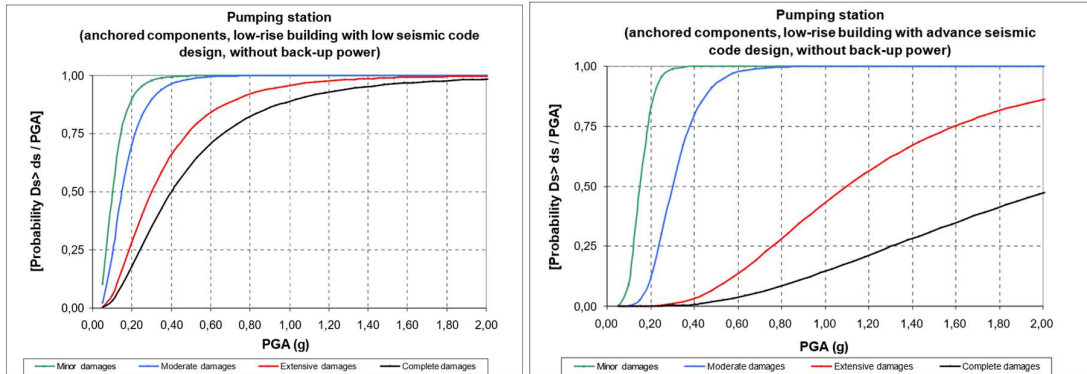 Pumping station
(anchored components, low-rise building with low seismic code
design, without back-up power)
[Probability Ds> ds / PGA]
1,00
0,75
0,50
0,25
0,00
0,00 0,20 0,40 0,60 0,80 1,00 1,20 1,40 1,60 1,80 2,00
PGA (g)
Minor damages Moderate damages Extensive damages Complete damages
Pumping station
(anchored components, low-rise building with advance seismic
code design, without back-up power)
[Probability Ds> ds / PGA]
1,00
0,75
0,50
0,25
0,00
0,00 0,20 0,40 0,60 0,80 1,00 1,20 1,40 1,60 1,80 2,00
PGA (g)
Minor damages Moderate damages Extensive damages Complete damages